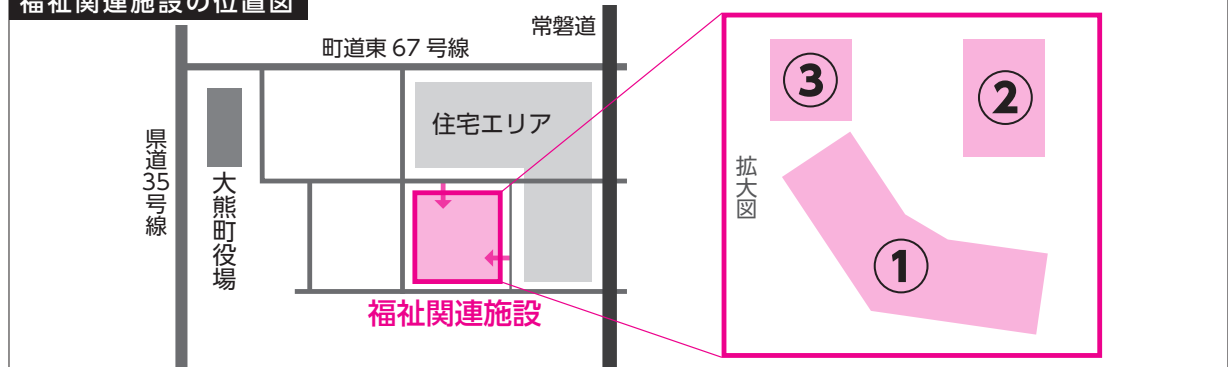 福祉関連施設の位置図
常磐道
町道東 67 号線
住宅エリア
県道35号線
大熊町役場
福祉関連施設
拡大図
③
②
①